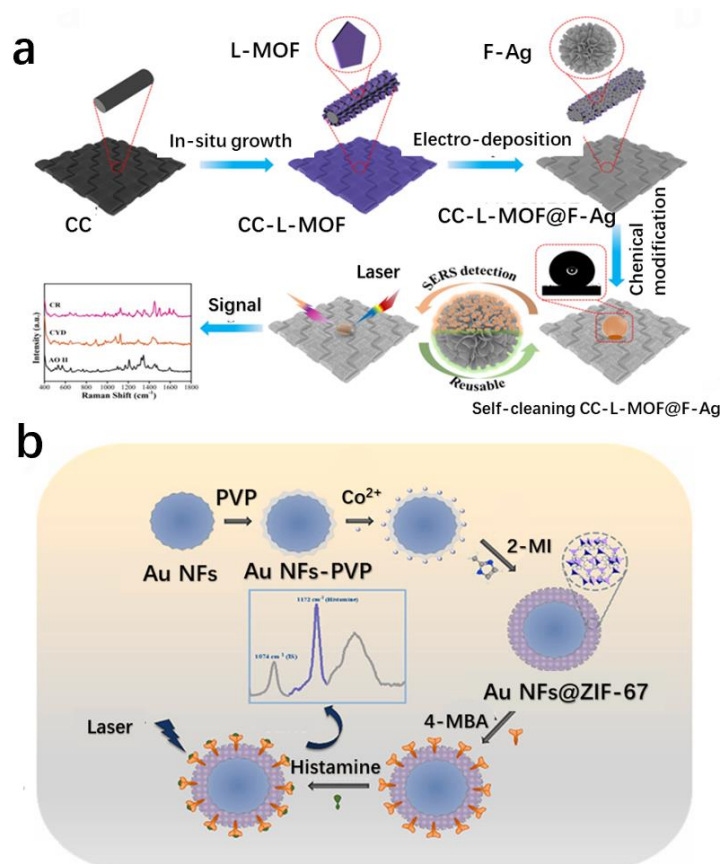 a
L-MOF
F-Ag
In-situ growth
Electro-deposition
CC
CC-L-MOF
CC-L-MOF@F-Ag
Chenical
modification
Laser
SERS detection
Signal
Reusable
CR
CYD
AO II
Intensity (a.u.)
400 600 800 1000 1200 1400 1600 1800
Raman Shift (cm⁻¹)
Self-cleaning CC-L-MOF@F-Ag
b
PVP
Co²⁺
2-MI
Au NFs
Au NFs-PVP
1172 cm⁻¹ (Histamine)
1074 cm⁻¹ (IS)
Au NFs@ZIF-67
4-MBA
Laser
Histamine